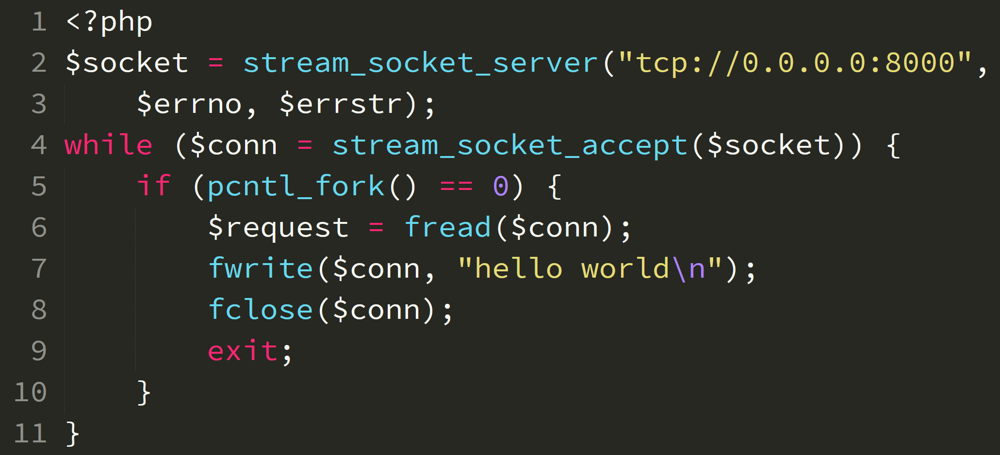 1 <?php
2 $socket = stream_socket_server("tcp://0.0.0.0:8000",
3     $errno, $errstr);
4 while ($conn = stream_socket_accept($socket)) {
5     if (pcntl_fork() == 0) {
6         $request = fread($conn);
7         fwrite($conn, "hello world\n");
8         fclose($conn);
9         exit;
10     }
11 }